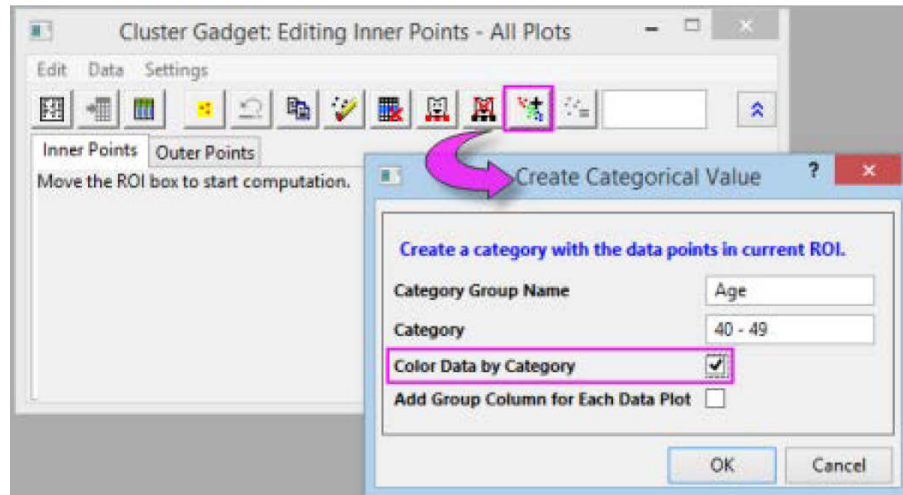 Cluster Gadget: Editing Inner Points - All Plots
Edit Data Settings
Inner Points Outer Points
Move the ROI box to start computation.
Create Categorical Value ?
Create a category with the data points in current ROI.
Category Group Name Age
Category 40 - 49
Color Data by Category
Add Group Column for Each Data Plot
OK Cancel